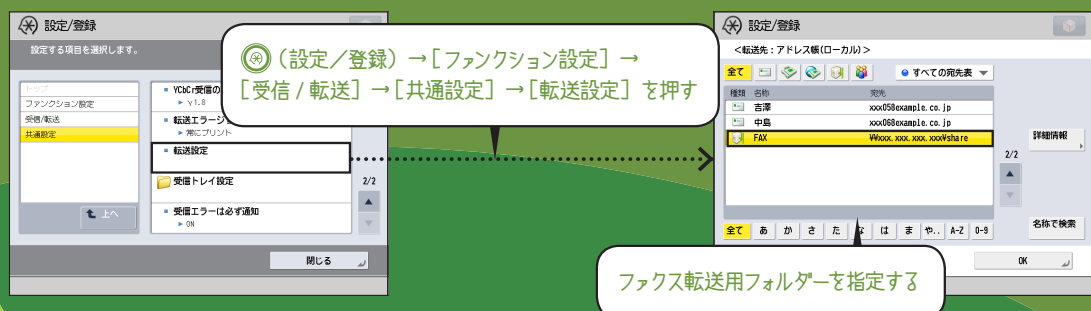 設定/登録
設定する項目を選択します。
トップ
ファンクション設定
受信/転送
共通設定
上へ
YCbCr受信の
γ1.8
転送エラージョ
常にプリント
転送設定
受信トレイ設定
受信エラーは必ず通知
ON
2/2
閉じる
(設定/登録)→[ファンクション設定]→
[受信/転送]→[共通設定]→[転送設定]を押す
設定/登録
<転送先:アドレス帳(ローカル)>
全て
すべての宛先表
種類 名称 宛先
吉澤 xxx058example.co.jp
中島 xxx068example.co.jp
FAX ¥¥xxx.xxx.xxx.xxx¥share
詳細情報
2/2
全て あ か さ た な は ま や.. A-Z 0-9
名称で検索
OK
ファクス転送用フォルダーを指定する